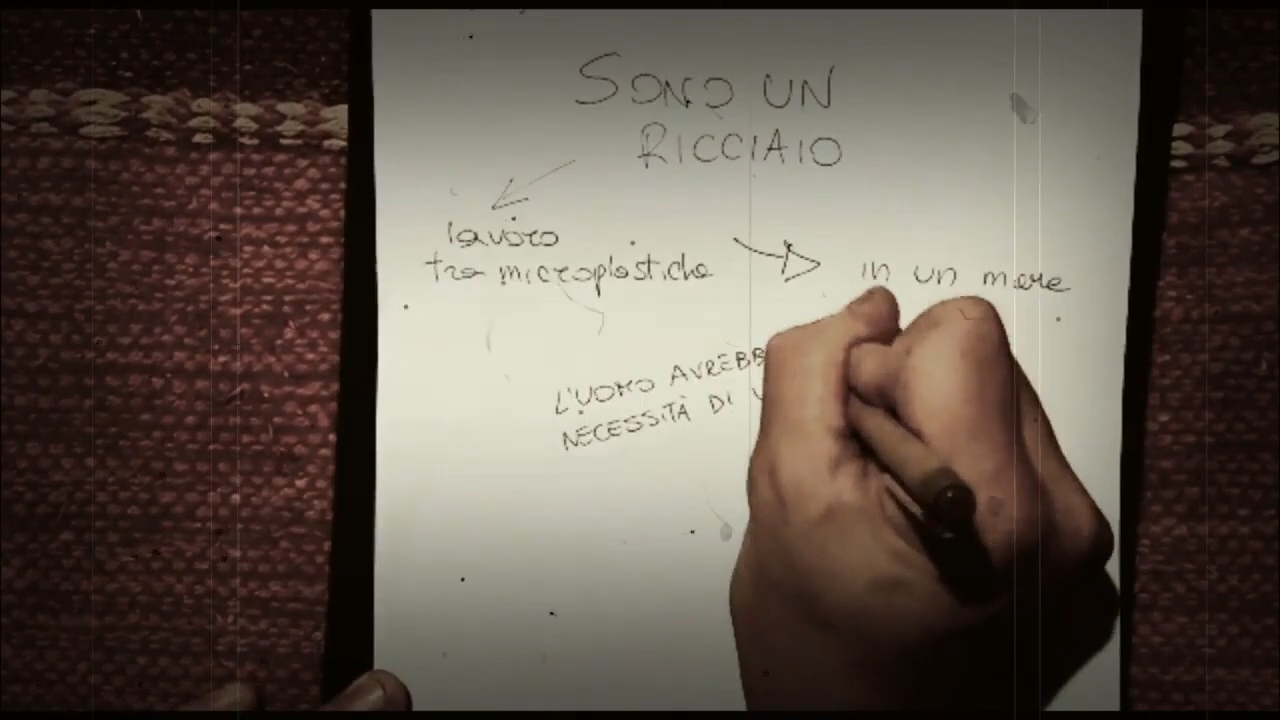 SONO UN
RICCIAIO
lavoro
tra microplastiche
in un mare
L'UOMO AVREBB
NECESSITÀ DI